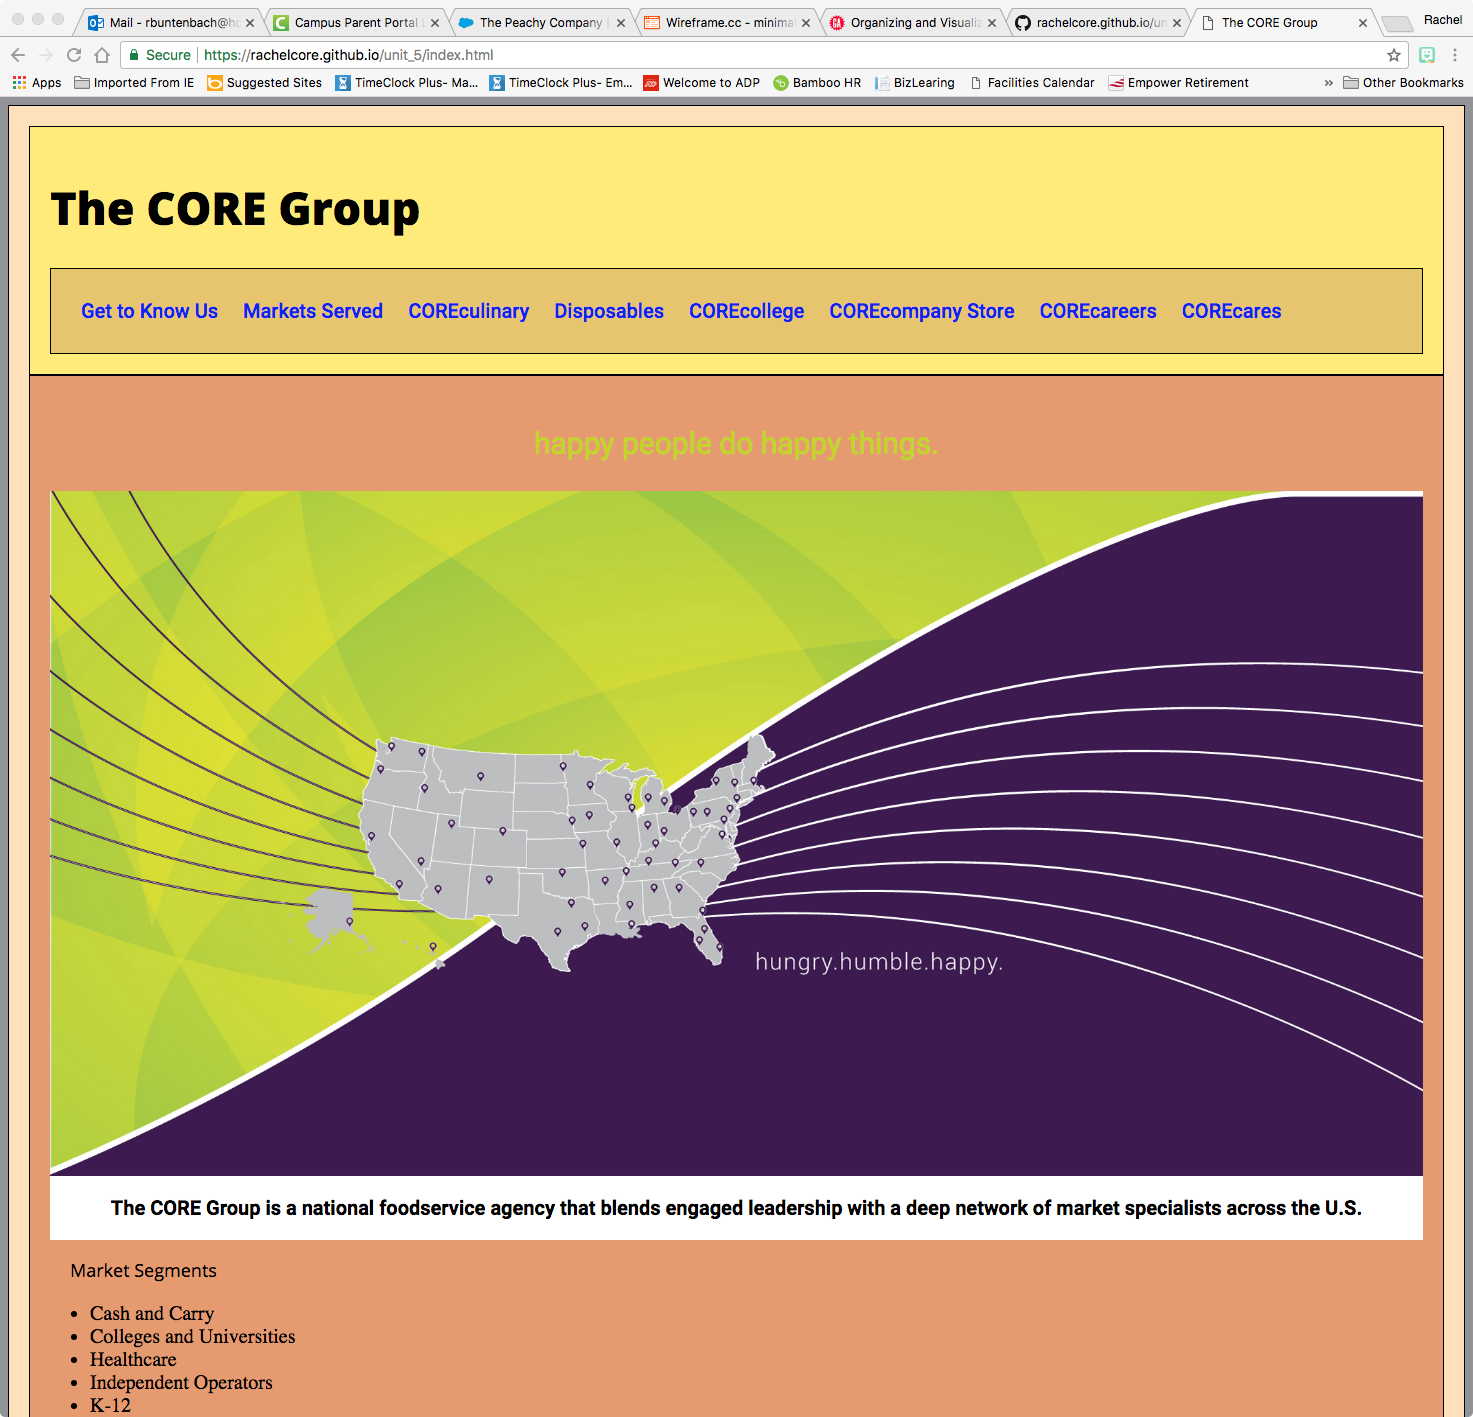 Mail - rbuntenbach@h
Campus Parent Portal
The Peachy Company
Wireframe.cc - minima
Organizing and Visualiz
rachelcore.github.io/un
The CORE Group
Rachel
Secure
https://rachelcore.github.io/unit_5/index.html
Apps
Imported From IE
Suggested Sites
TimeClock Plus- Ma...
TimeClock Plus- Em...
Welcome to ADP
Bamboo HR
BizLearing
Facilities Calendar
Empower Retirement
»
Other Bookmarks
The CORE Group
Get to Know Us
Markets Served
COREculinary
Disposables
COREcollege
COREcompany Store
COREcareers
COREcares
happy people do happy things.
hungry.humble.happy.
The CORE Group is a national foodservice agency that blends engaged leadership with a deep network of market specialists across the U.S.
Market Segments
• Cash and Carry
• Colleges and Universities
• Healthcare
• Independent Operators
• K-12